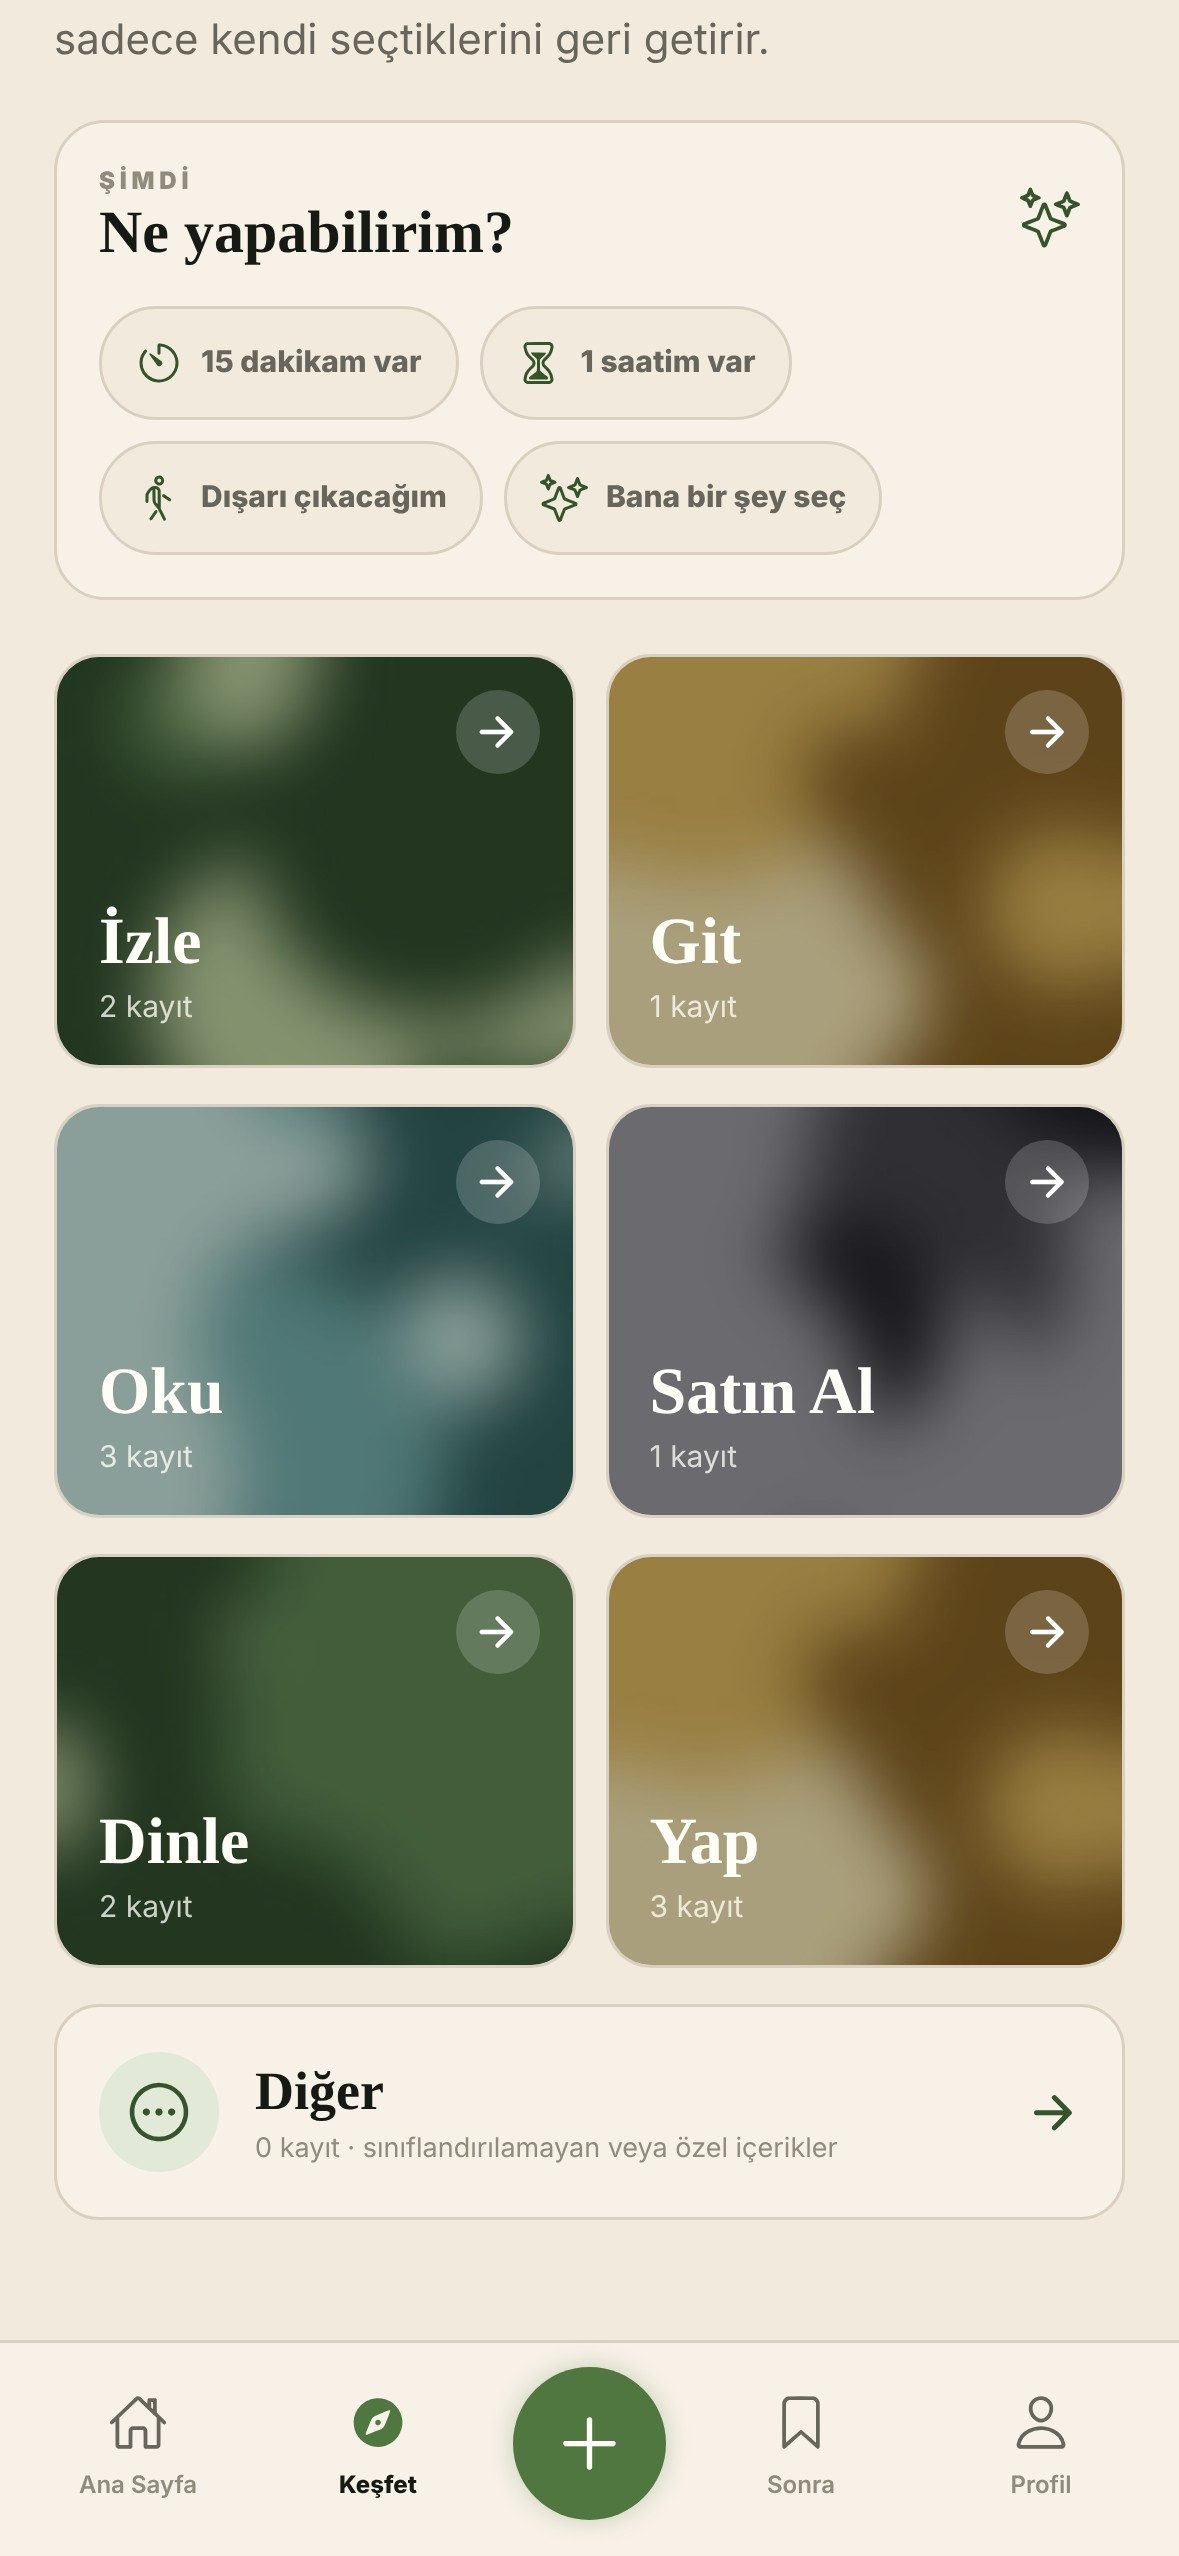 sadece kendi seçtiklerini geri getirir.
ŞİMDİ
Ne yapabilirim?
15 dakikam var
1 saatim var
Dışarı çıkacağım
Bana bir şey seç
İzle
2 kayıt
Git
1 kayıt
Oku
3 kayıt
Satın Al
1 kayıt
Dinle
2 kayıt
Yap
3 kayıt
Diğer
0 kayıt · sınıflandırılamayan veya özel içerikler
Ana Sayfa
Keşfet
Sonra
Profil